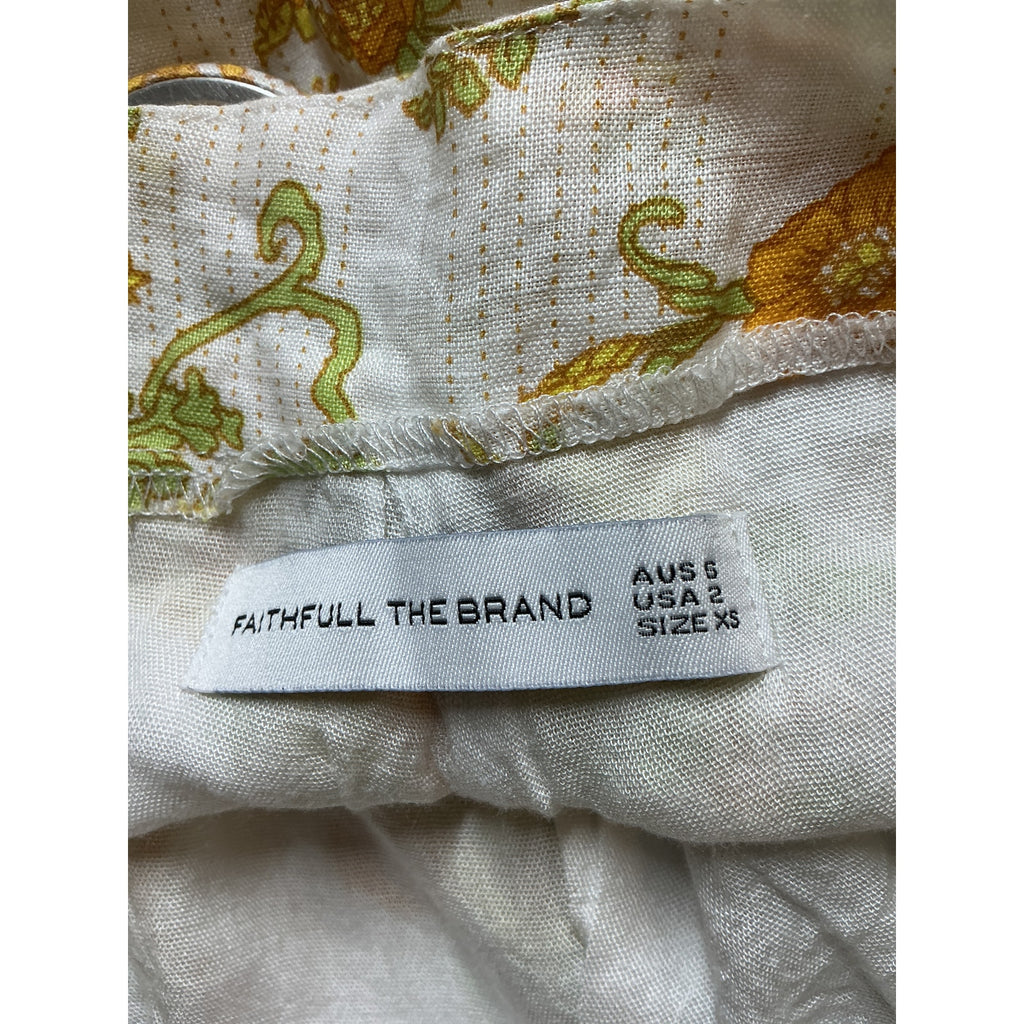 FAITHFULL THE BRAND
AUS 6
USA 2
SIZE XS